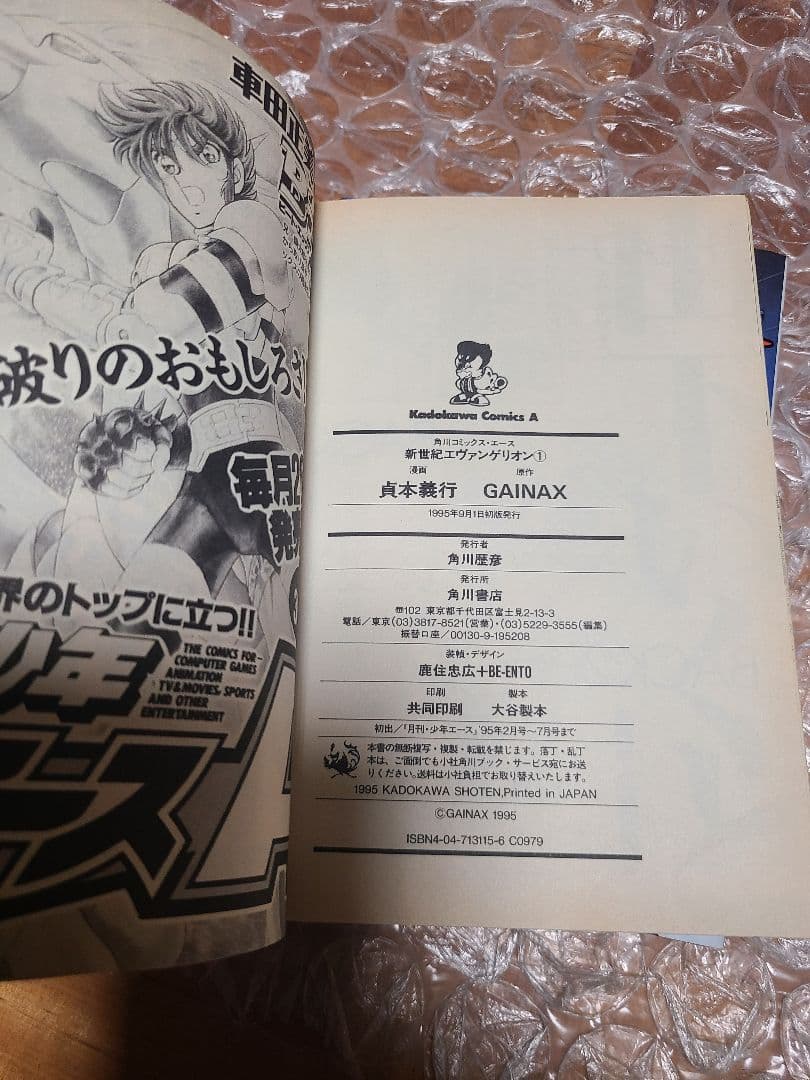 車田正
B
破りのおもしろさ
毎月2
発
界のトップに立つ!!
少年
THE COMICS FOR
COMPUTER GAMES
ANIMATION
TV&MOVIES, SPORTS
AND OTHER
ENTERTAINMENT
エース
A
Kadokawa Comics A
角川コミックス・エース
新世紀エヴァンゲリオン①
漫画 原作
貞本義行 GAINAX
1995年9月1日初版発行
発行者
角川歴彦
発行所
角川書店
〠102 東京都千代田区富士見2-13-3
電話/東京(03)3817-8521(営業)・(03)5229-3555(編集)
振替口座/00130-9-195208
装幀・デザイン
鹿住忠広+BE-ENTO
印刷 製本
共同印刷 大谷製本
初出/「月刊・少年エース」'95年2月号〜7月号まで
本書の無断複写・複製・転載を禁じます。落丁・乱丁
本は、ご面倒でも小社角川ブック・サービス宛にお送
りください。送料は小社負担でお取り替えいたします。
1995 KADOKAWA SHOTEN,Printed in JAPAN
©GAINAX 1995
ISBN4-04-713115-6 C0979